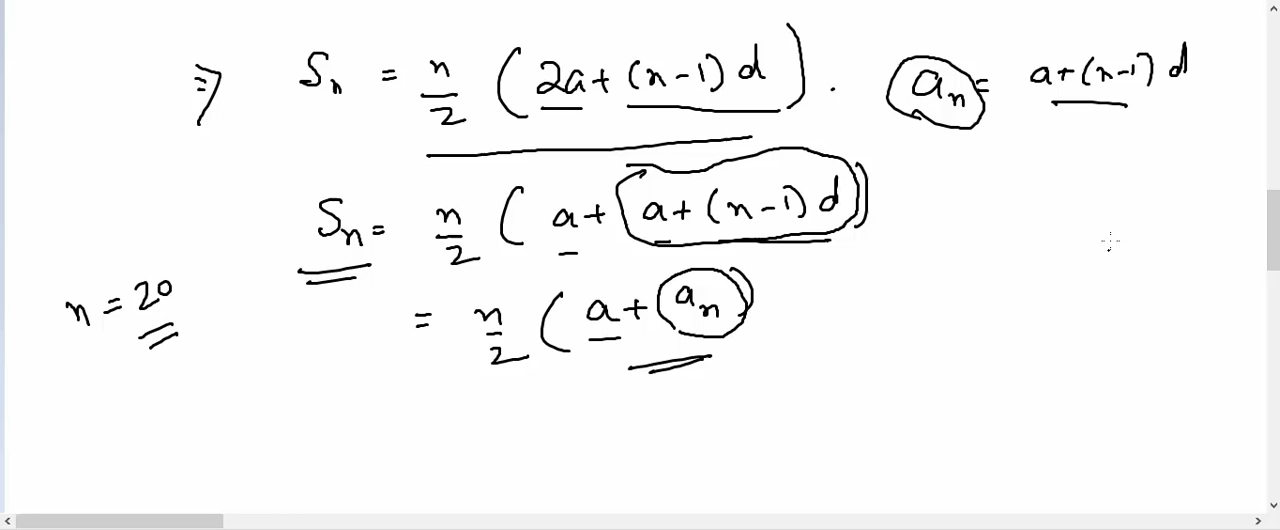 ⇒ Sn = n/2 (2a + (n-1) d). an = a+(n-1) d
Sn = n/2 (a + (a + (n-1) d))
n = 20
= n/2 (a + an)